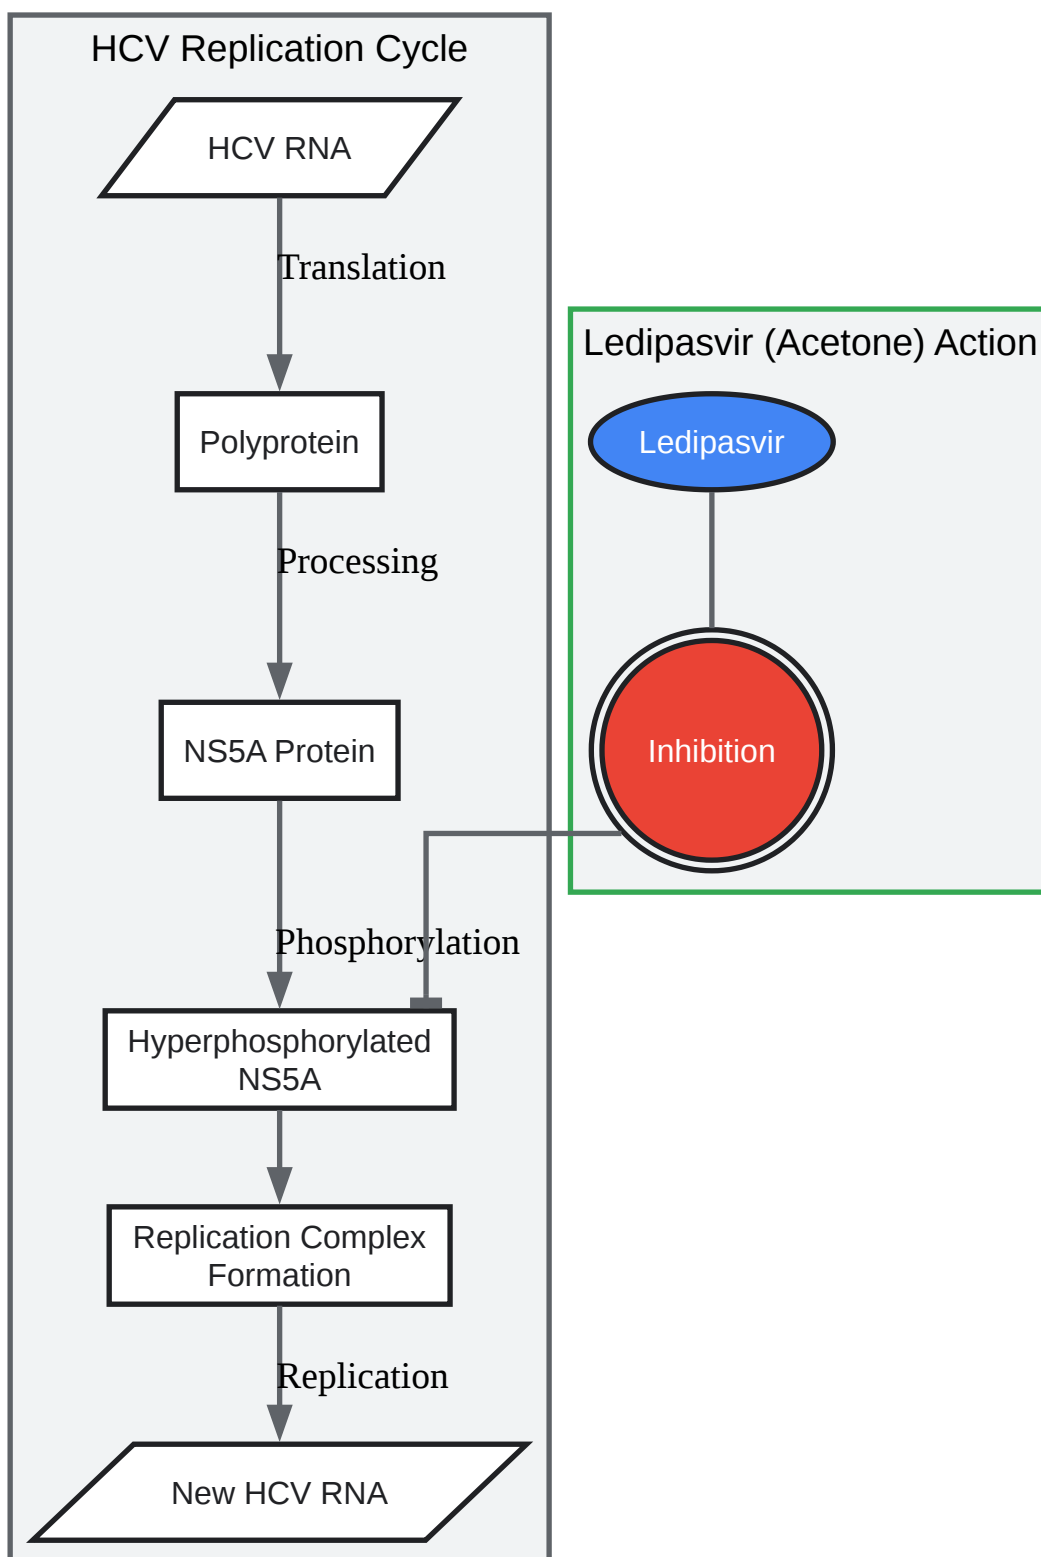 HCV Replication Cycle
HCV RNA
Translation
Ledipasvir (Acetone) Action
Polyprotein
Ledipasvir
Processing
NS5A Protein
Inhibition
Phosphorylation
Hyperphosphorylated
NS5A
Replication Complex
Formation
Replication
New HCV RNA